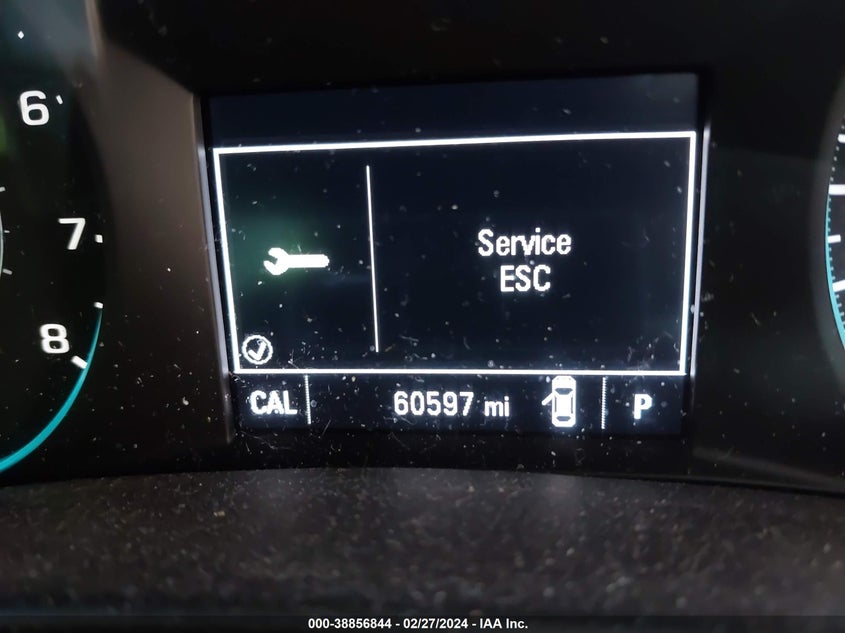 6
7
8
Service
ESC
CAL 60597 mi P
000-38856844 - 02/27/2024 - IAA Inc.